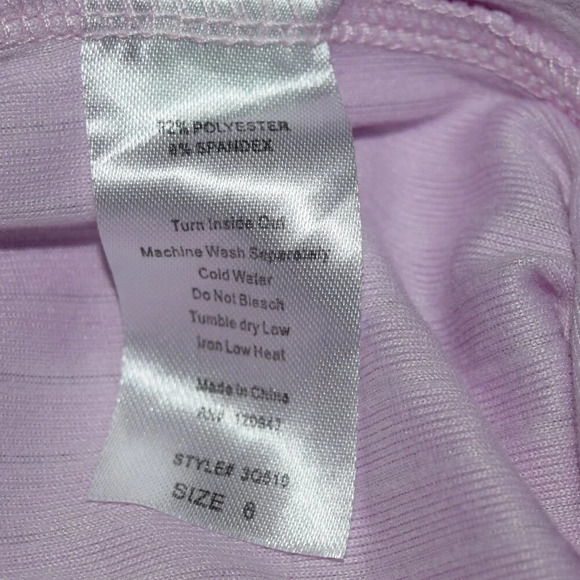 92% POLYESTER
8% SPANDEX
Turn Inside Out
Machine Wash Separately
Cold Water
Do Not Bleach
Tumble dry Low
Iron Low Heat
Made In China
AN#
STYLE#
SIZE 6